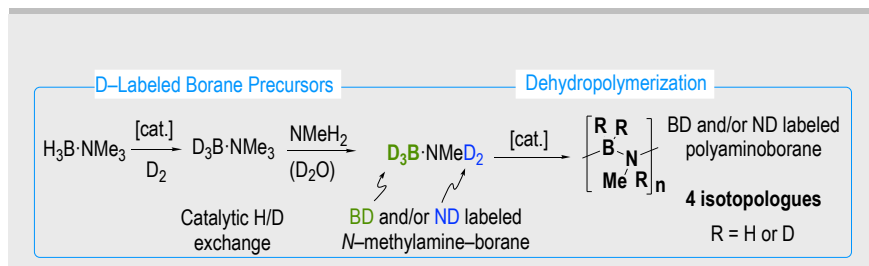 D–Labeled Borane Precursors
Dehydropolymerization
H₃B·NMe₃ [cat.] D₂ D₃B·NMe₃ NMeH₂ (D₂O) D₃B·NMeD₂ [cat.] R R B N Me R n
BD and/or ND labeled
polyaminoborane
4 isotopologues
R = H or D
Catalytic H/D
exchange
BD and/or ND labeled
N–methylamine–borane